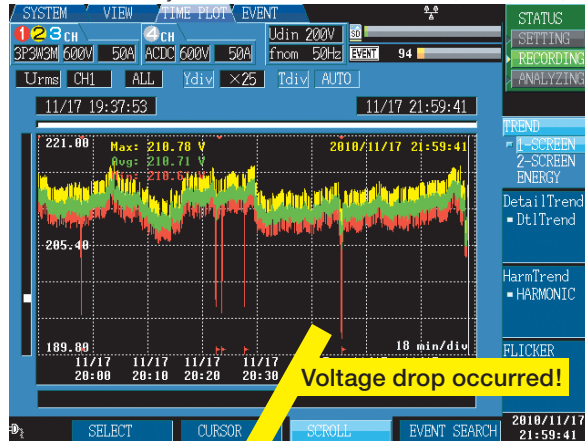 SYSTEM VIEW TIME PLOT EVENT
1 2 3 CH 4 CH Udin 200V SD
3P3W3M 600V 50A ACDC 600V 50A fnom 50Hz EVENT 94
Urms CH1 ALL Ydiv ×25 Tdiv AUTO
11/17 19:37:53 11/17 21:59:41
221.00 Max: 210.78 V 2010/11/17 21:59:41
Avg: 210.71 V
Min:
205.40
189.80 18 min/div
11/17 11/17 11/17 11/17
20:00 20:10 20:20 20:30
Voltage drop occurred!
SELECT CURSOR SCROLL EVENT SEARCH
STATUS
SETTING
RECORDING
ANALYZING
TREND
1-SCREEN
2-SCREEN
ENERGY
DetailTrend
DtlTrend
HarmTrend
HARMONIC
FLICKER
2010/11/17
21:59:41